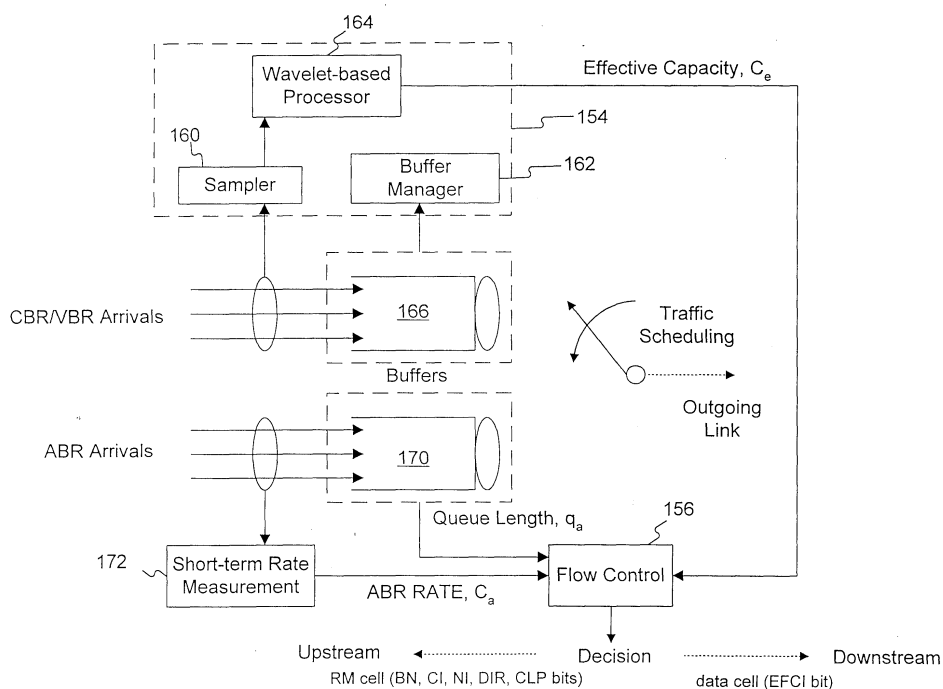 164
Wavelet-based
Processor
Effective Capacity, Ce
154
160
Sampler
Buffer
Manager
162
CBR/VBR Arrivals
166
Traffic
Scheduling
Buffers
Outgoing
Link
ABR Arrivals
170
Queue Length, qa
156
172
Short-term Rate
Measurement
ABR RATE, Ca
Flow Control
Upstream
Decision
Downstream
RM cell (BN, CI, NI, DIR, CLP bits)
data cell (EFCI bit)